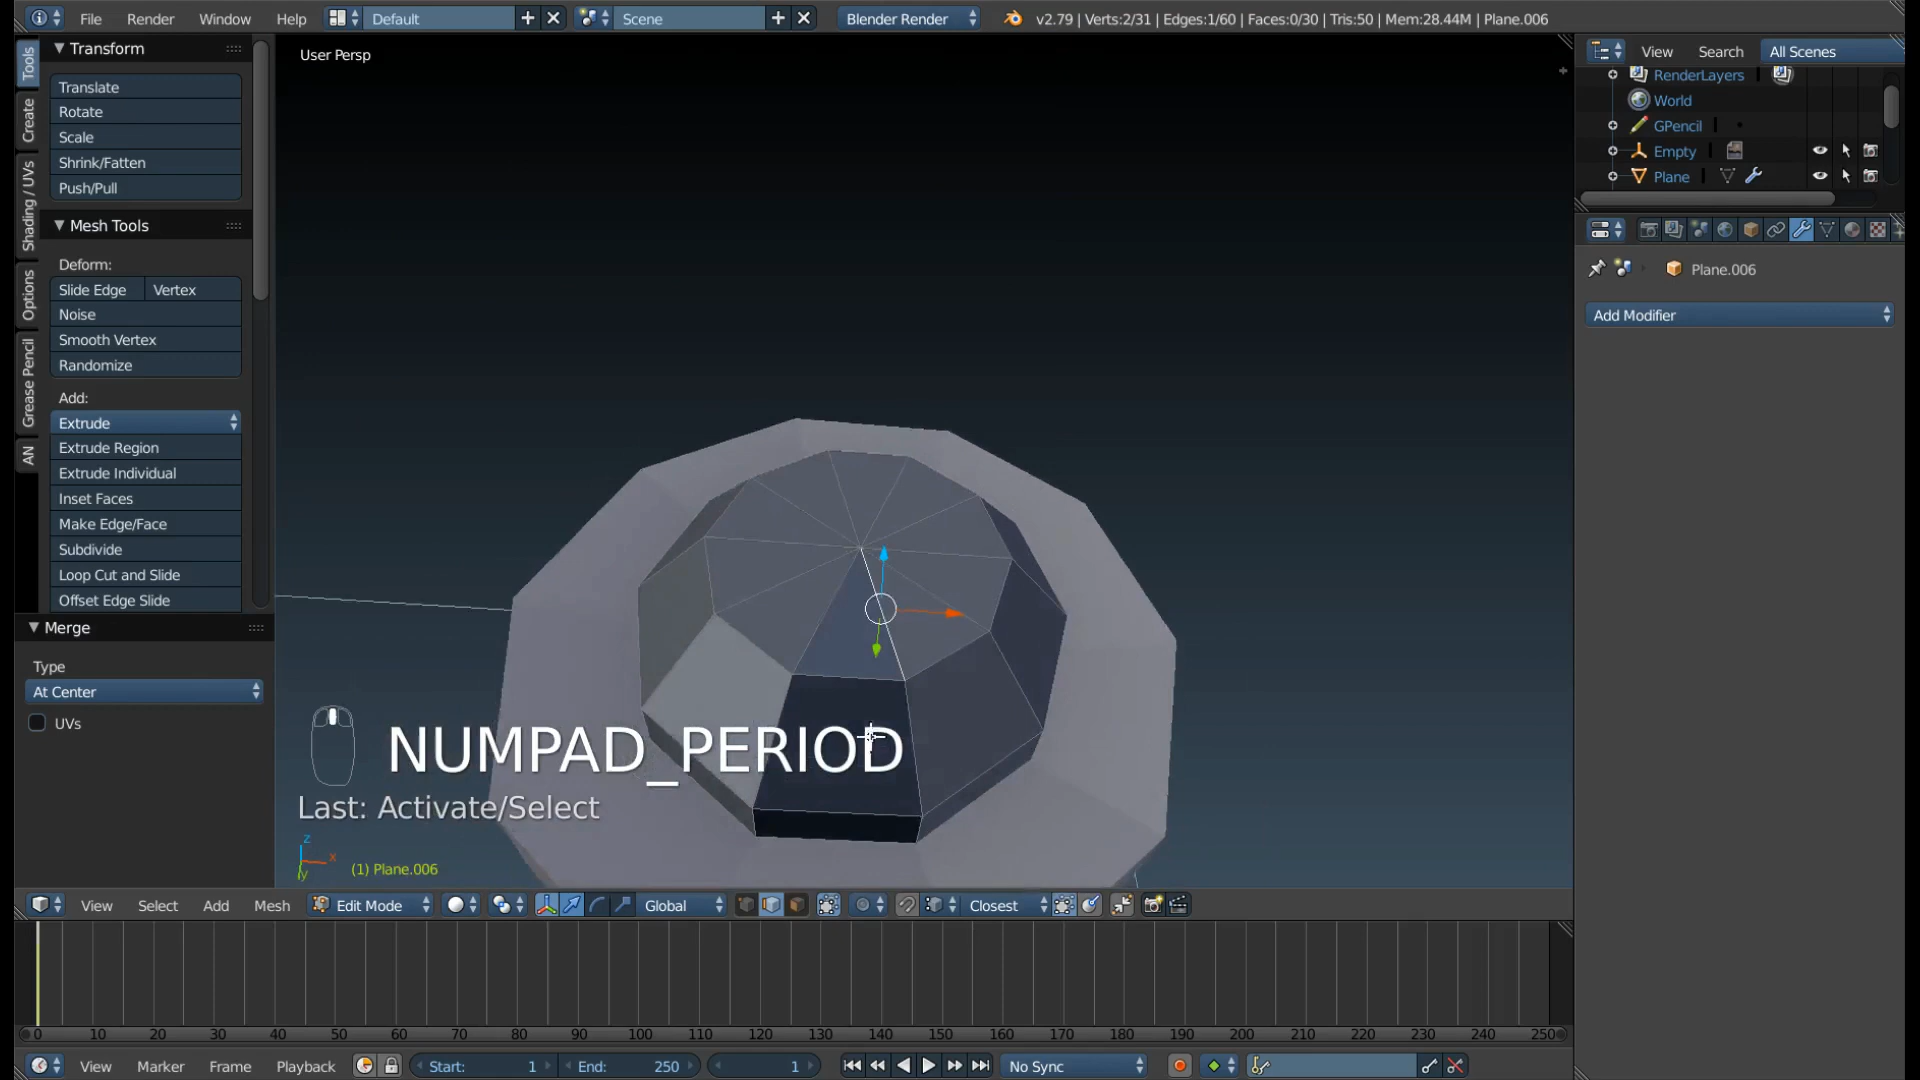 File Render Window Help Default Scene Blender Render v2.79 | Verts:2/31 | Edges:1/60 | Faces:0/30 | Tris:50 | Mem:28.44M | Plane.006
Tools
Create
Shading / UVs
Options
Grease Pencil
AN
Transform
Translate
Rotate
Scale
Shrink/Fatten
Push/Pull
Mesh Tools
Deform:
Slide Edge Vertex
Noise
Smooth Vertex
Randomize
Add:
Extrude
Extrude Region
Extrude Individual
Inset Faces
Make Edge/Face
Subdivide
Loop Cut and Slide
Offset Edge Slide
Merge
Type
At Center
UVs
User Persp
NUMPAD_PERIOD
Last: Activate/Select
z
x
y
(1) Plane.006
View Search All Scenes
RenderLayers
World
GPencil
Empty
Plane
Plane.006
Add Modifier
View Select Add Mesh Edit Mode Global Closest
0 10 20 30 40 50 60 70 80 90 100 110 120 130 140 150 160 170 180 190 200 210 220 230 240 250
View Marker Frame Playback Start: 1 End: 250 1 No Sync